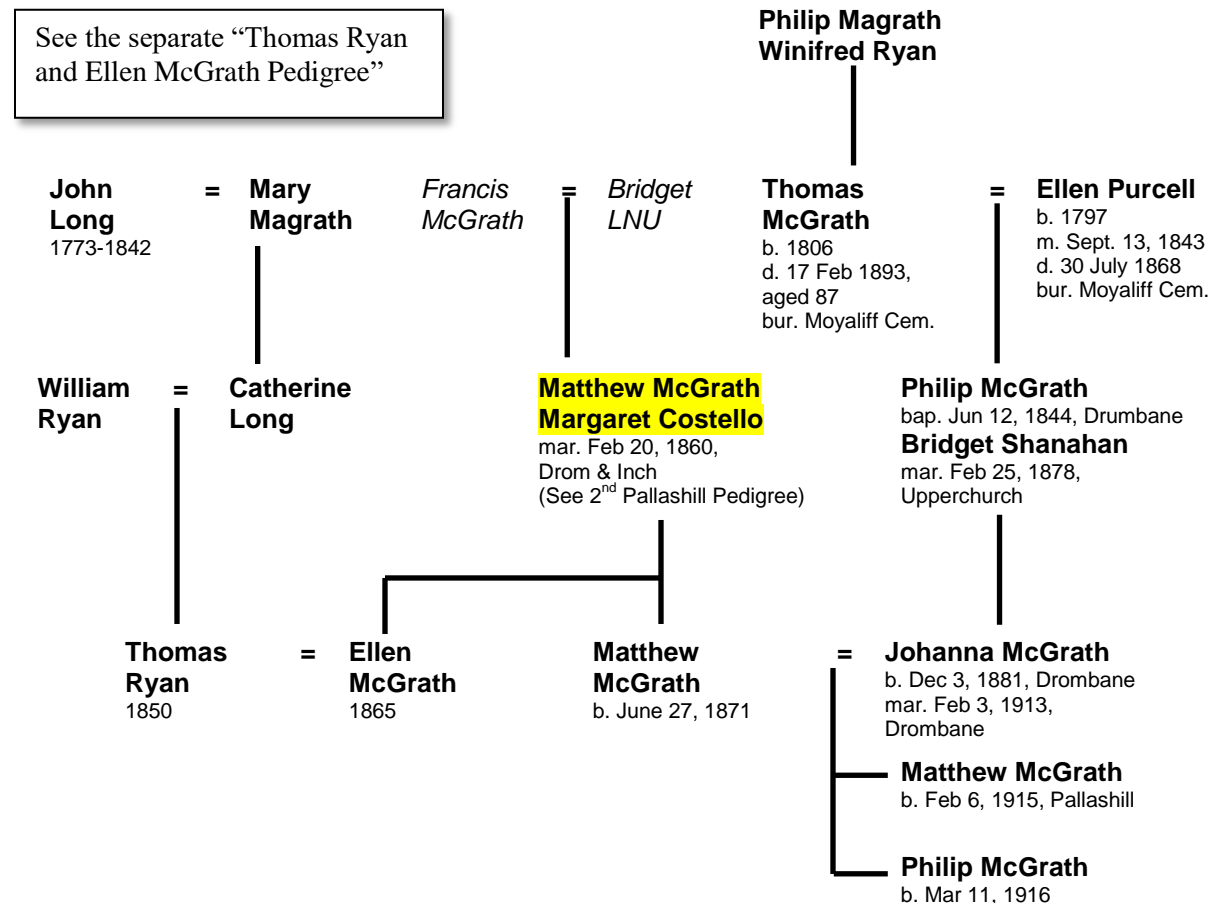 See the separate “Thomas Ryan
and Ellen McGrath Pedigree”
Philip Magrath
Winifred Ryan
John
Long
1773-1842
=
Mary
Magrath
Francis
McGrath
=
Bridget
LNU
Thomas
McGrath
b. 1806
d. 17 Feb 1893,
aged 87
bur. Moyaliff Cem.
=
Ellen Purcell
b. 1797
m. Sept. 13, 1843
d. 30 July 1868
bur. Moyaliff Cem.
William
Ryan
=
Catherine
Long
Matthew McGrath
Margaret Costello
mar. Feb 20, 1860,
Drom & Inch
(See 2nd Pallashill Pedigree)
Philip McGrath
bap. Jun 12, 1844, Drumbane
Bridget Shanahan
mar. Feb 25, 1878,
Upperchurch
Thomas
Ryan
1850
=
Ellen
McGrath
1865
Matthew
McGrath
b. June 27, 1871
=
Johanna McGrath
b. Dec 3, 1881, Drombane
mar. Feb 3, 1913,
Drombane
Matthew McGrath
b. Feb 6, 1915, Pallashill
Philip McGrath
b. Mar 11, 1916